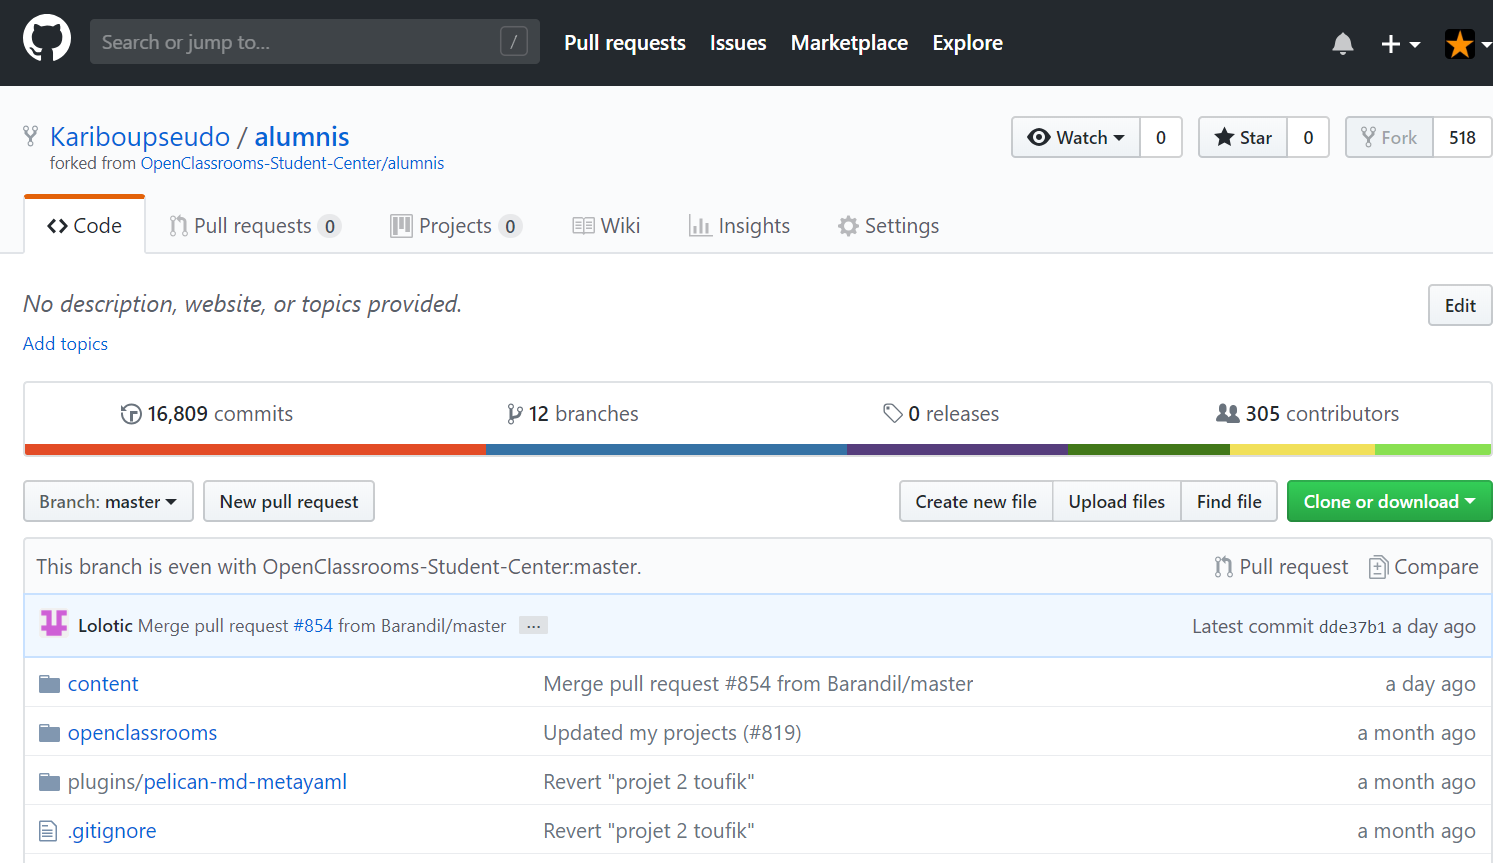 Search or jump to... /
Pull requests Issues Marketplace Explore
Kariboupseudo / alumnis
forked from OpenClassrooms-Student-Center/alumnis
Watch 0 Star 0 Fork 518
Code Pull requests 0 Projects 0 Wiki Insights Settings
No description, website, or topics provided.
Edit
Add topics
16,809 commits 12 branches 0 releases 305 contributors
Branch: master New pull request Create new file Upload files Find file Clone or download
This branch is even with OpenClassrooms-Student-Center:master. Pull request Compare
Lolotic Merge pull request #854 from Barandil/master ... Latest commit dde37b1 a day ago
content Merge pull request #854 from Barandil/master a day ago
openclassrooms Updated my projects (#819) a month ago
plugins/pelican-md-metayaml Revert "projet 2 toufik" a month ago
.gitignore Revert "projet 2 toufik" a month ago